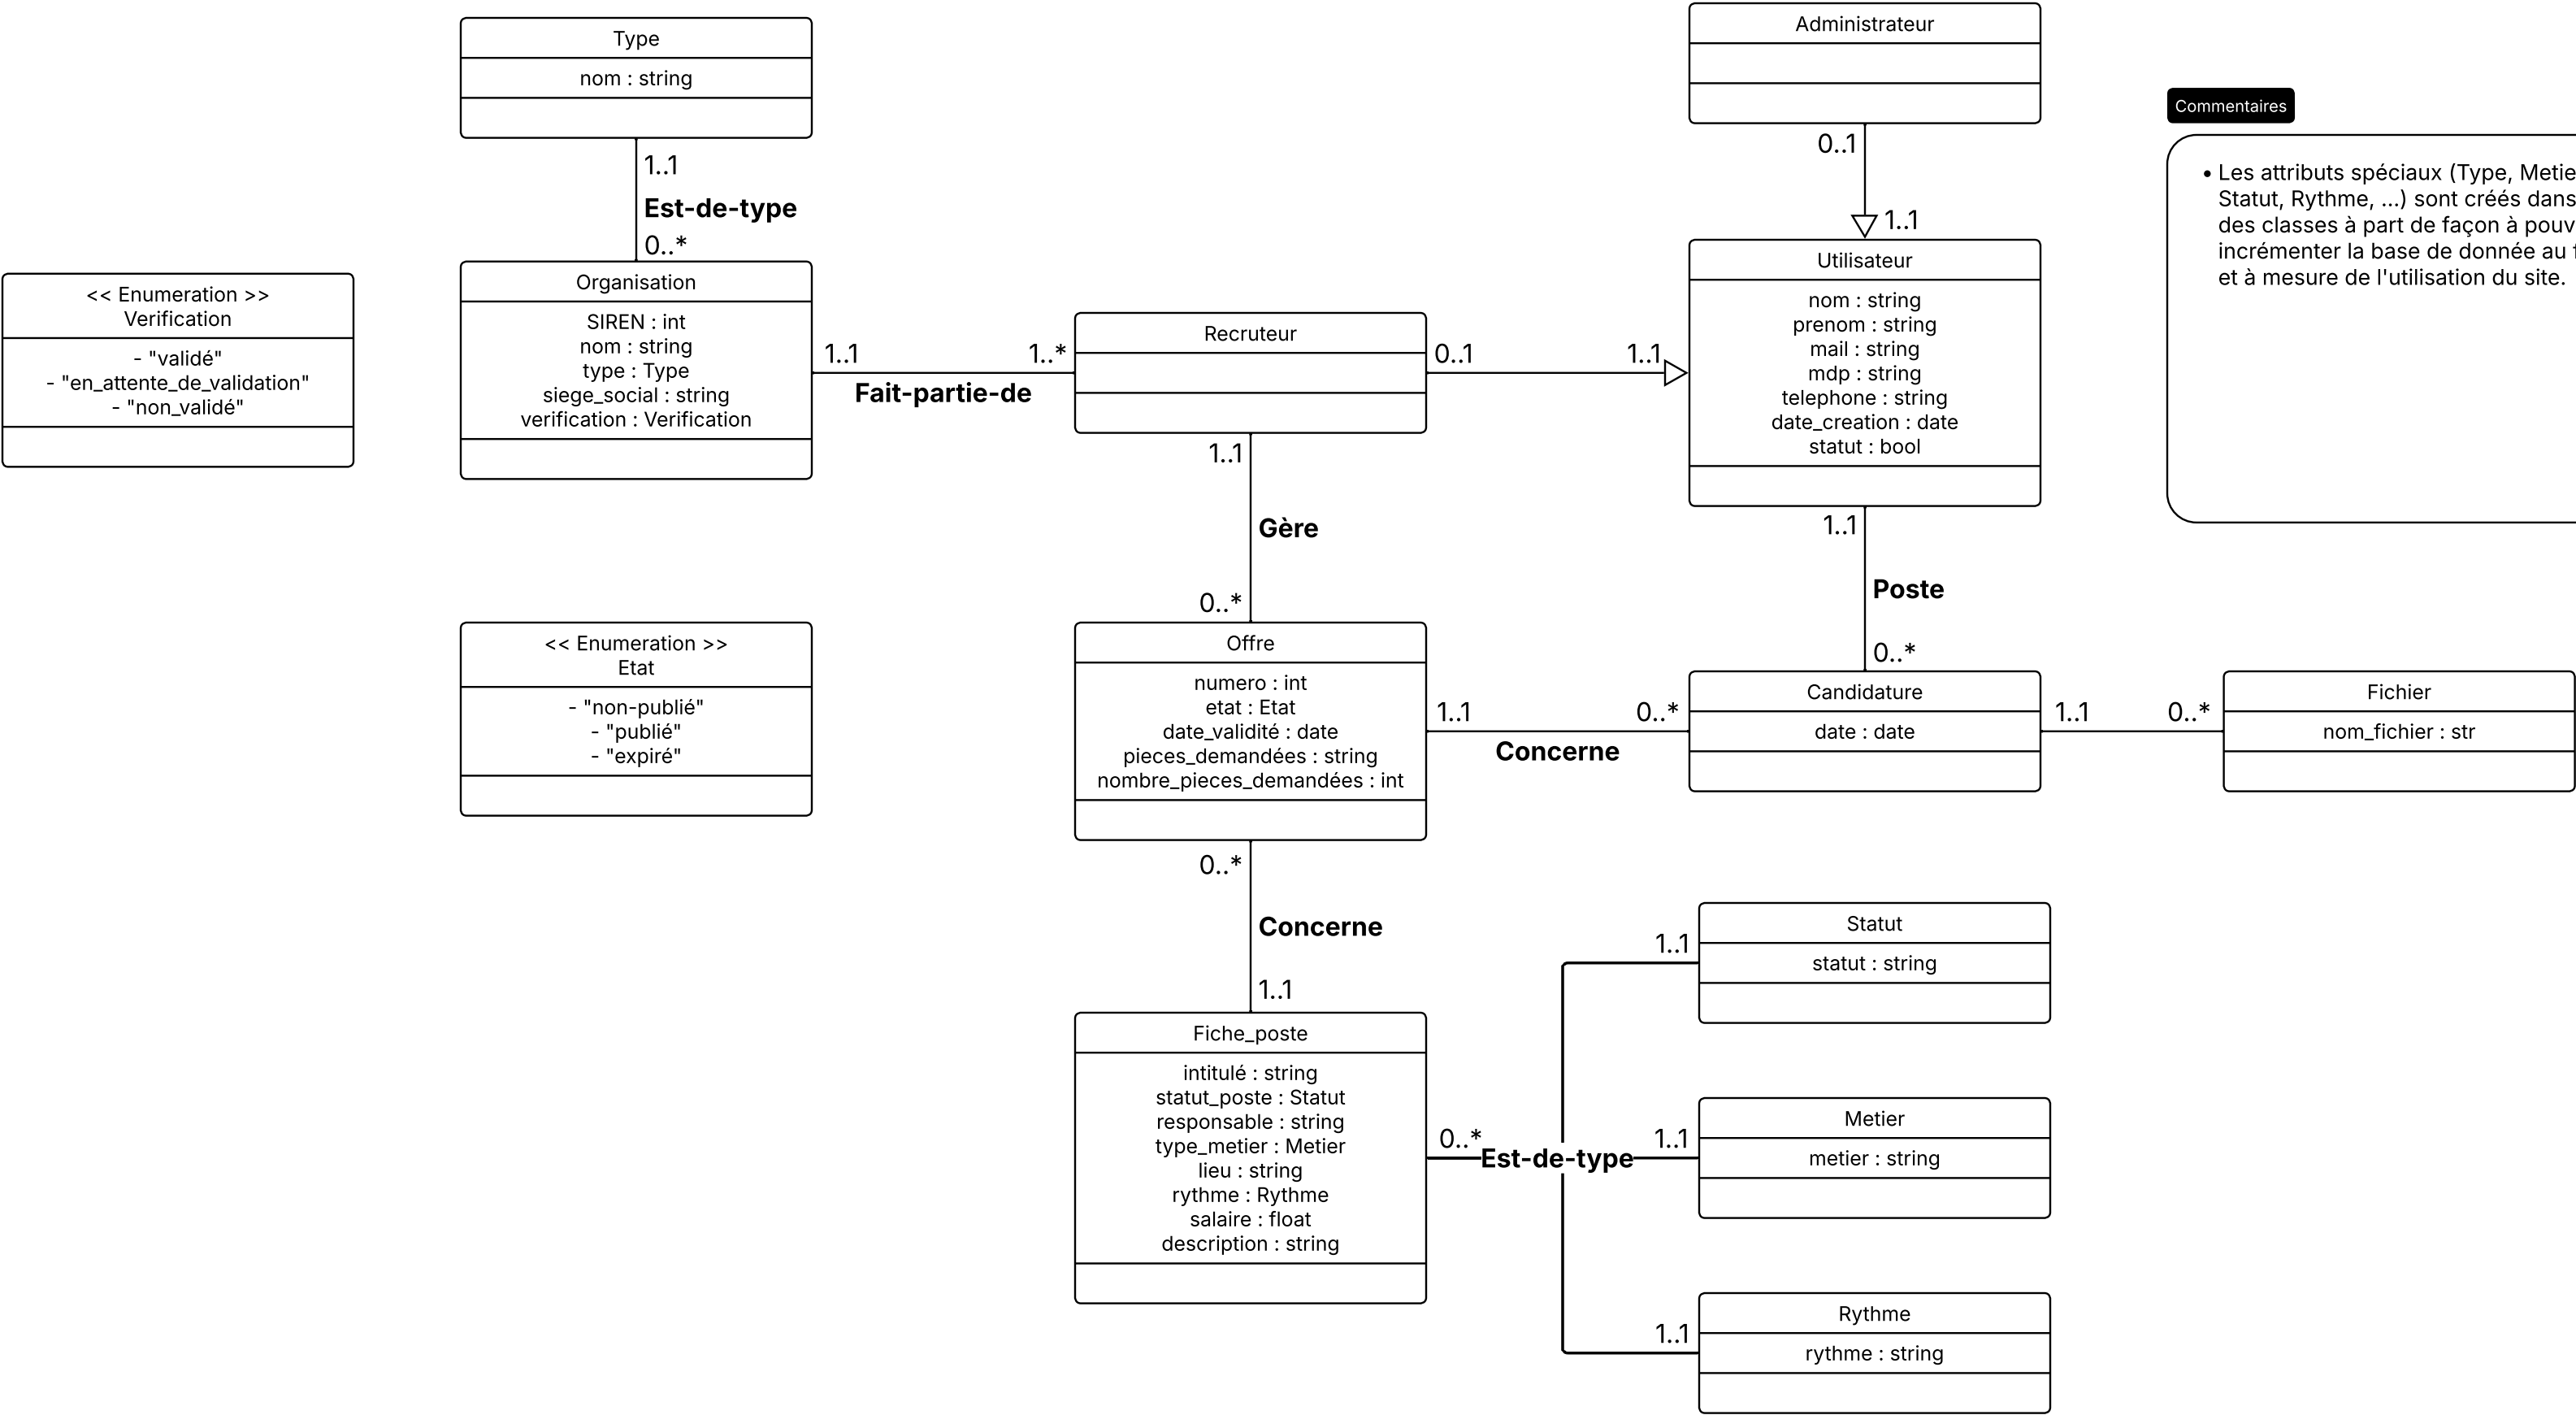 Type
nom : string
1..1
Est-de-type
0..*
<< Enumeration >>
Verification
- "validé"
- "en_attente_de_validation"
- "non_validé"
Organisation
SIREN : int
nom : string
type : Type
siege_social : string
verification : Verification
1..1
1..*
Fait-partie-de
Recruteur
0..1
1..1
Administrateur
0..1
1..1
Utilisateur
nom : string
prenom : string
mail : string
mdp : string
telephone : string
date_creation : date
statut : bool
Commentaires
• Les attributs spéciaux (Type, Metie
Statut, Rythme, ...) sont créés dans
des classes à part de façon à pouv
incrémenter la base de donnée au
et à mesure de l'utilisation du site.
1..1
Gère
0..*
1..1
Poste
0..*
<< Enumeration >>
Etat
- "non-publié"
- "publié"
- "expiré"
Offre
numero : int
etat : Etat
date_validité : date
pieces_demandées : string
nombre_pieces_demandées : int
1..1
0..*
Concerne
Candidature
date : date
1..1
0..*
Fichier
nom_fichier : str
0..*
Concerne
1..1
Fiche_poste
intitulé : string
statut_poste : Statut
responsable : string
type_metier : Metier
lieu : string
rythme : Rythme
salaire : float
description : string
0..*
Est-de-type
1..1
Statut
statut : string
1..1
Metier
metier : string
1..1
Rythme
rythme : string